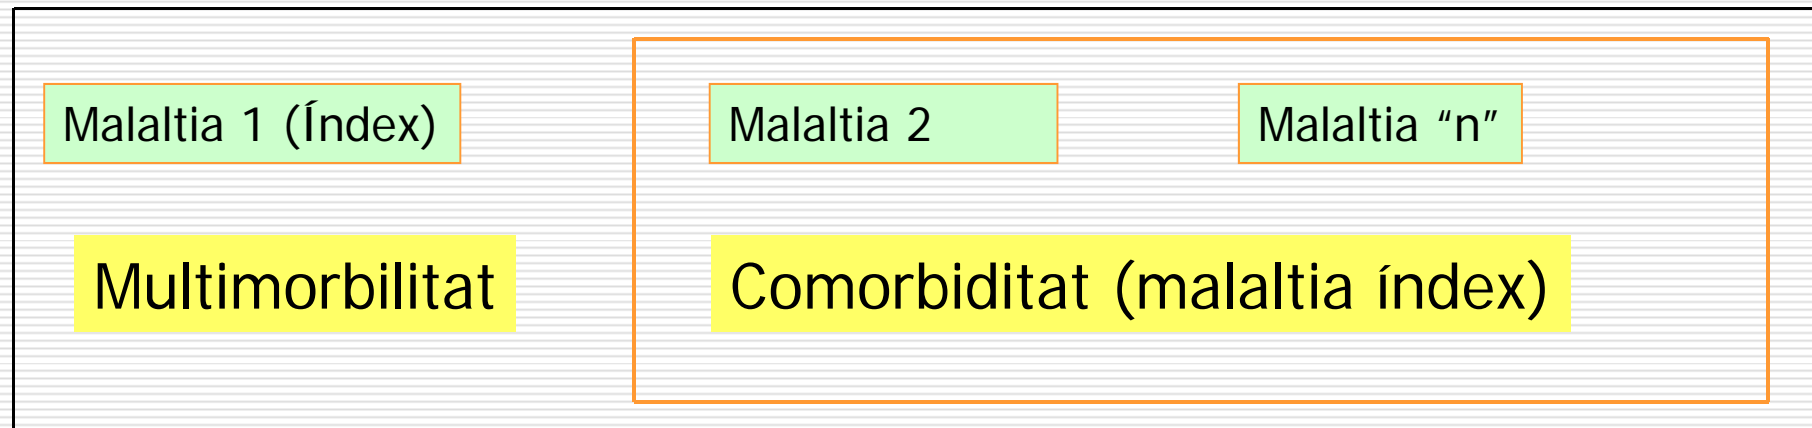 Malaltia 1 (Índex)
Malaltia 2
Malaltia “n”
Multimorbilitat
Comorbiditat (malaltia índex)